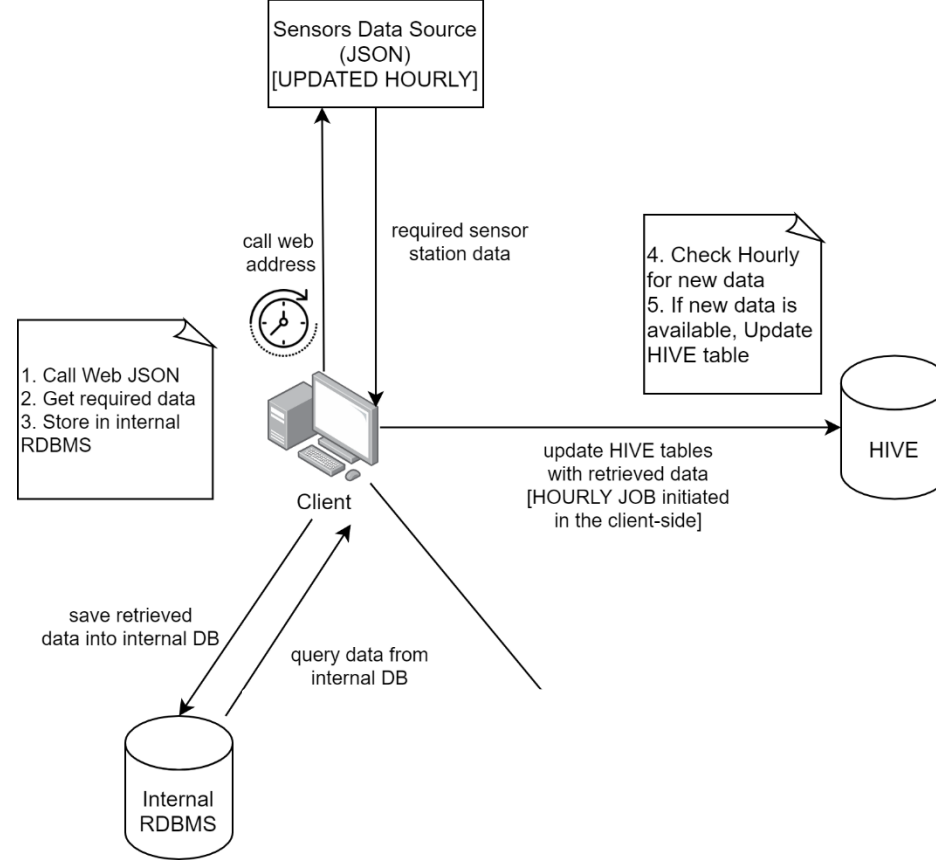 Sensors Data Source
(JSON)
[UPDATED HOURLY]
call web
address
required sensor
station data
4. Check Hourly
for new data
5. If new data is
available, Update
HIVE table
1. Call Web JSON
2. Get required data
3. Store in internal
RDBMS
HIVE
update HIVE tables
with retrieved data
[HOURLY JOB initiated
in the client-side]
Client
save retrieved
data into internal DB
query data from
internal DB
Internal
RDBMS